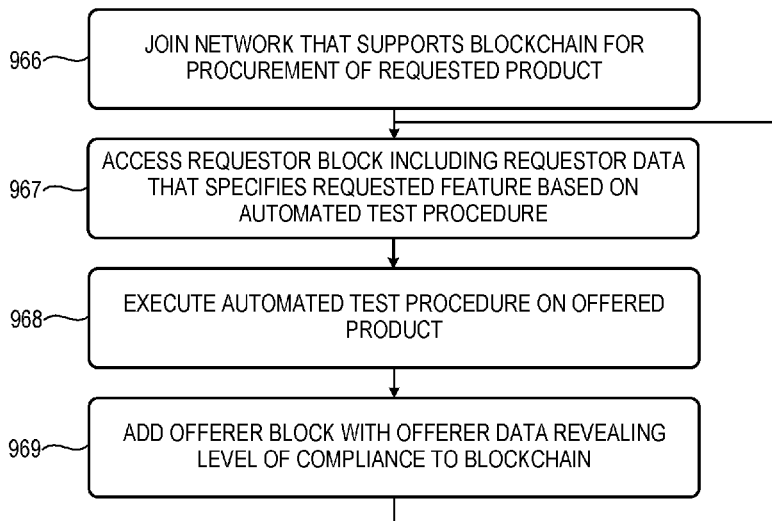 966
JOIN NETWORK THAT SUPPORTS BLOCKCHAIN FOR
PROCUREMENT OF REQUESTED PRODUCT
967
ACCESS REQUESTOR BLOCK INCLUDING REQUESTOR DATA
THAT SPECIFIES REQUESTED FEATURE BASED ON
AUTOMATED TEST PROCEDURE
968
EXECUTE AUTOMATED TEST PROCEDURE ON OFFERED
PRODUCT
969
ADD OFFERER BLOCK WITH OFFERER DATA REVEALING
LEVEL OF COMPLIANCE TO BLOCKCHAIN